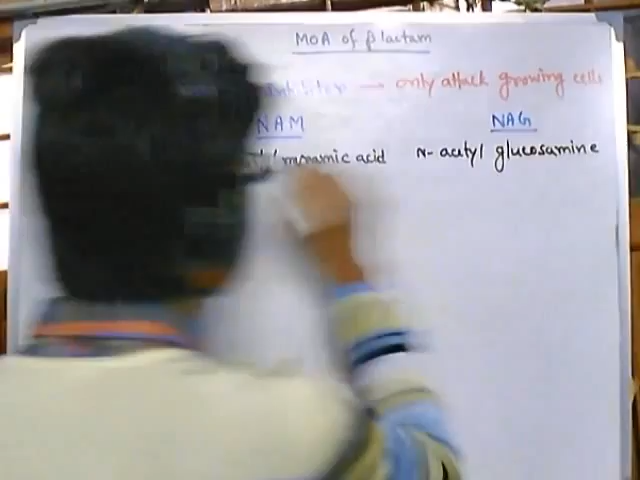 MOA of β lactam
→ only attack growing cells
NAM NAG
muramic acid N-acetyl glucosamine